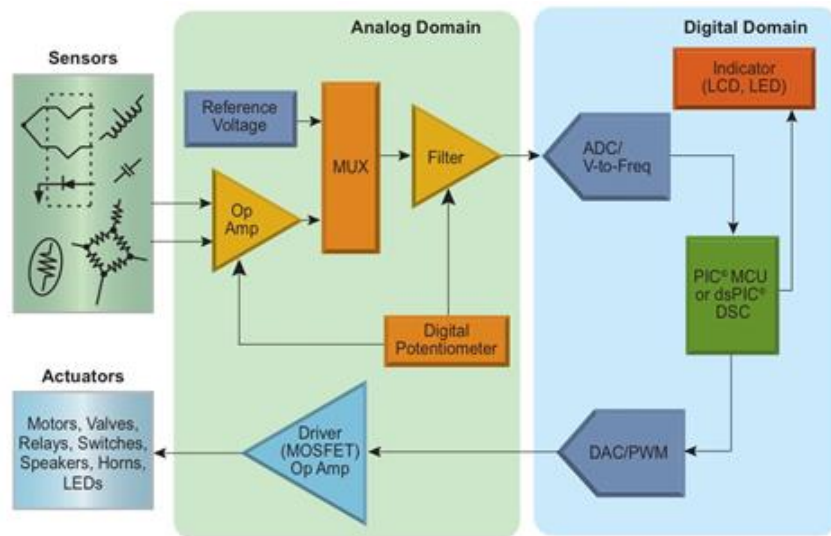 Analog Domain
Digital Domain
Sensors
Indicator
(LCD, LED)
Reference
Voltage
MUX
Filter
ADC/
V-to-Freq
Op
Amp
PIC® MCU
or dsPIC®
DSC
Digital
Potentiometer
Actuators
Motors, Valves,
Relays, Switches,
Speakers, Horns,
LEDs
Driver
(MOSFET)
Op Amp
DAC/PWM